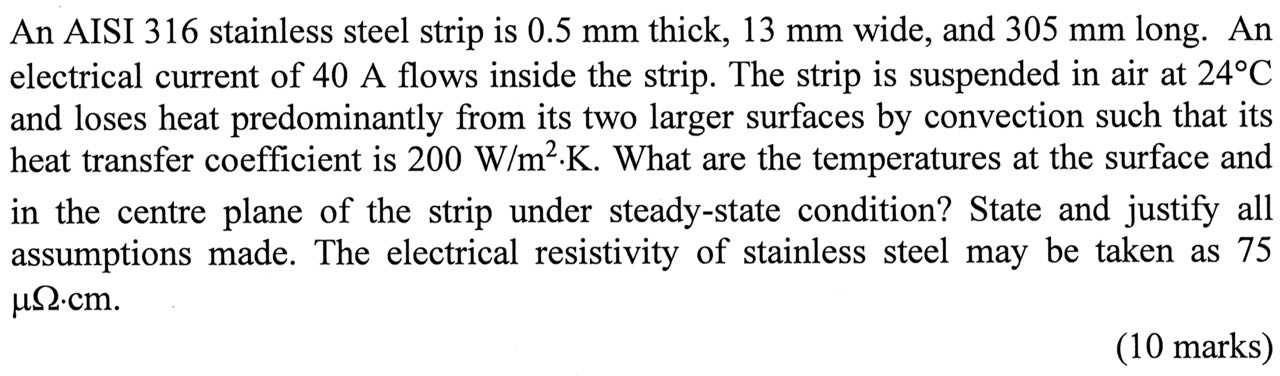 An AISI 316 stainless steel strip is 0.5 mm thick, 13 mm wide, and 305 mm long. An
electrical current of 40 A flows inside the strip. The strip is suspended in air at 24°C
and loses heat predominantly from its two larger surfaces by convection such that its
heat transfer coefficient is 200 W/m²·K. What are the temperatures at the surface and
in the centre plane of the strip under steady-state condition? State and justify all
assumptions made. The electrical resistivity of stainless steel may be taken as 75
μΩ·cm.
(10 marks)